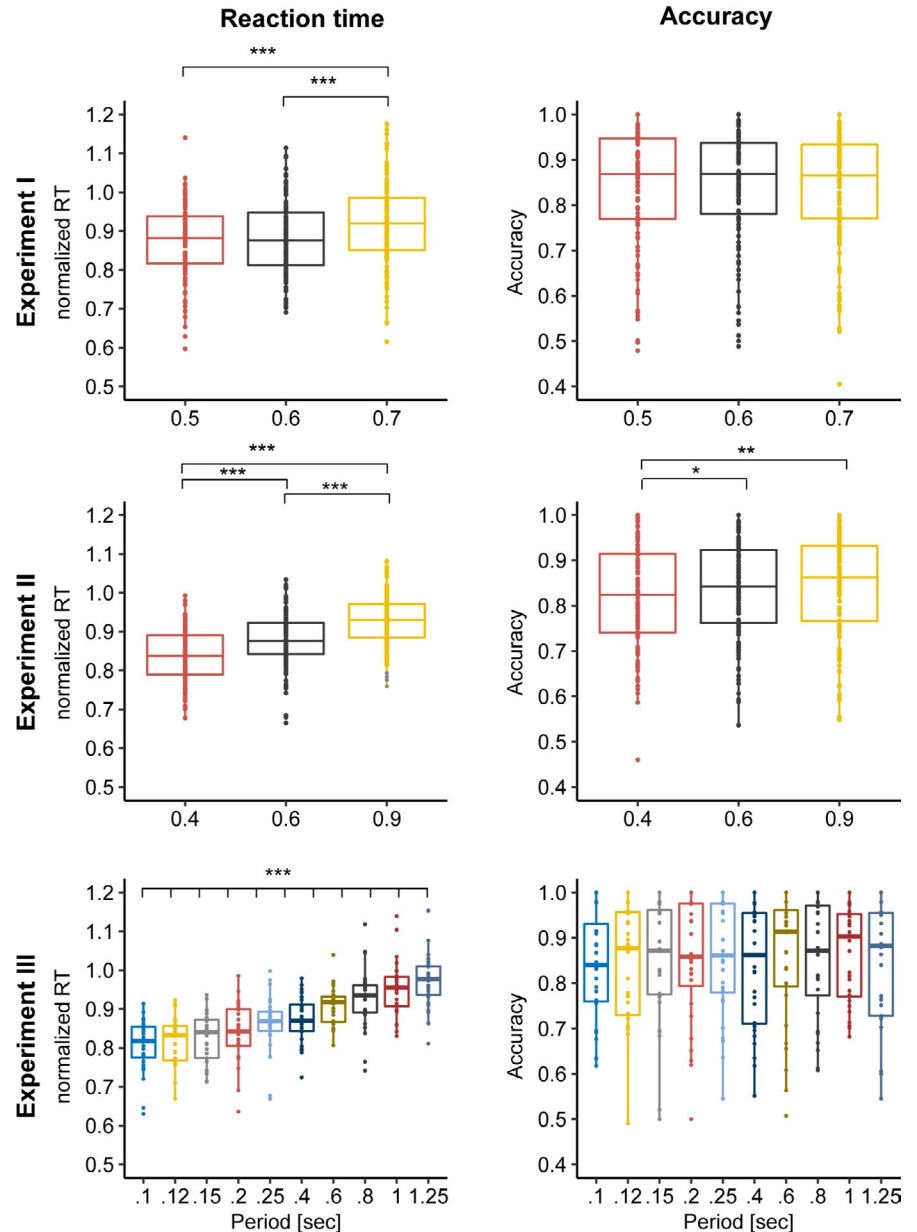 Reaction time
Accuracy
***
***
Experiment I
normalized RT
1.2
1.1
1.0
0.9
0.8
0.7
0.6
0.5
0.5 0.6 0.7
Accuracy
1.0
0.9
0.8
0.7
0.6
0.5
0.4
0.5 0.6 0.7
***
***
***
Experiment II
normalized RT
1.2
1.1
1.0
0.9
0.8
0.7
0.6
0.5
0.4 0.6 0.9
**
*
Accuracy
1.0
0.9
0.8
0.7
0.6
0.5
0.4
0.4 0.6 0.9
***
Experiment III
normalized RT
1.2
1.1
1.0
0.9
0.8
0.7
0.6
0.5
.1 .12 .15 .2 .25 .4 .6 .8 1 1.25
Period [sec]
Accuracy
1.0
0.9
0.8
0.7
0.6
0.5
0.4
.1 .12 .15 .2 .25 .4 .6 .8 1 1.25
Period [sec]